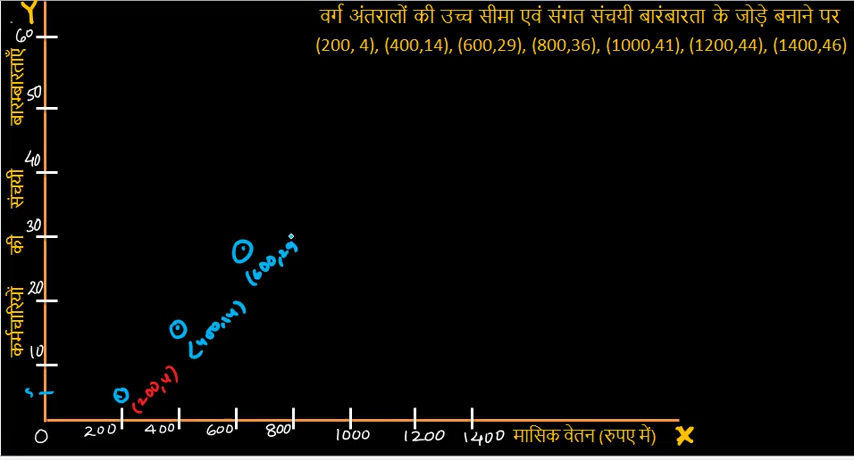 Y
वर्ग अंतरालों की उच्च सीमा एवं संगत संचयी बारंबारता के जोड़े बनाने पर
(200, 4), (400,14), (600,29), (800,36), (1000,41), (1200,44), (1400,46)
कर्मचारियों की संचयी बारम्बारताएँ
60
50
40
30
20
10
5
(600,29)
(400,14)
(200,4)
0 200 400 600 800 1000 1200 1400 मासिक वेतन (रुपए में) X